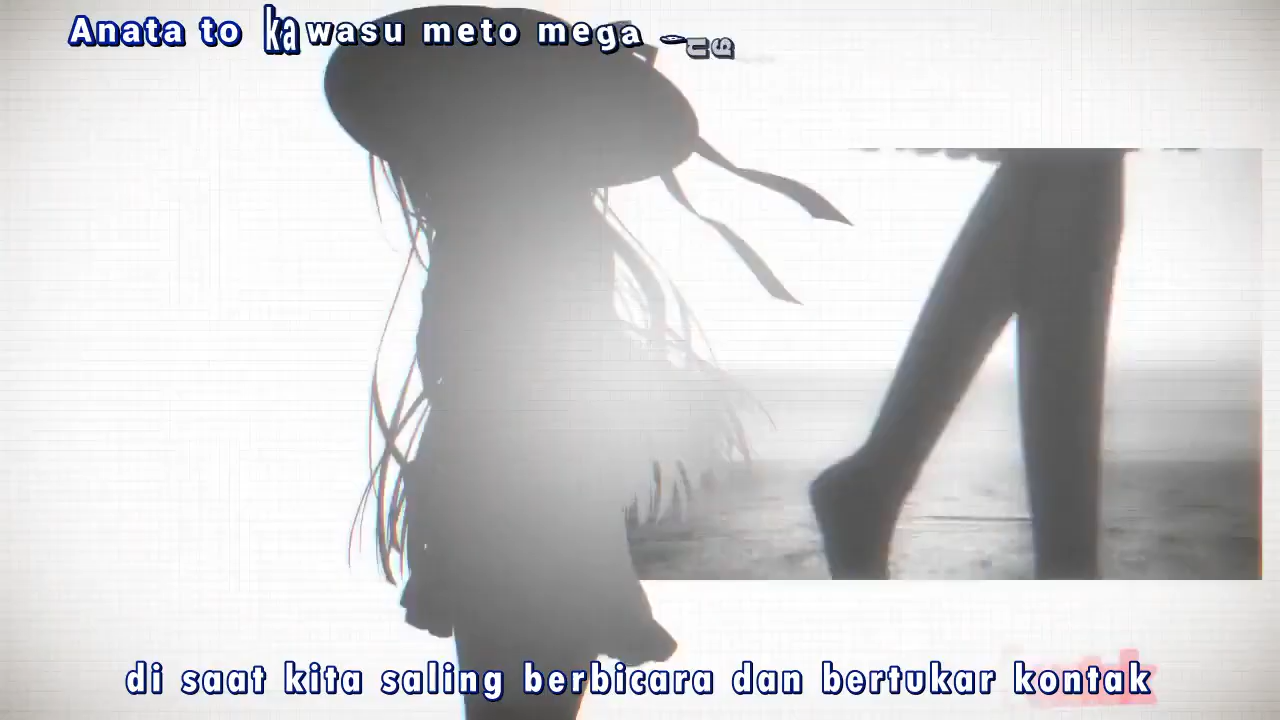 Anata to kawasu meto mega
di saat kita saling berbicara dan bertukar kontak